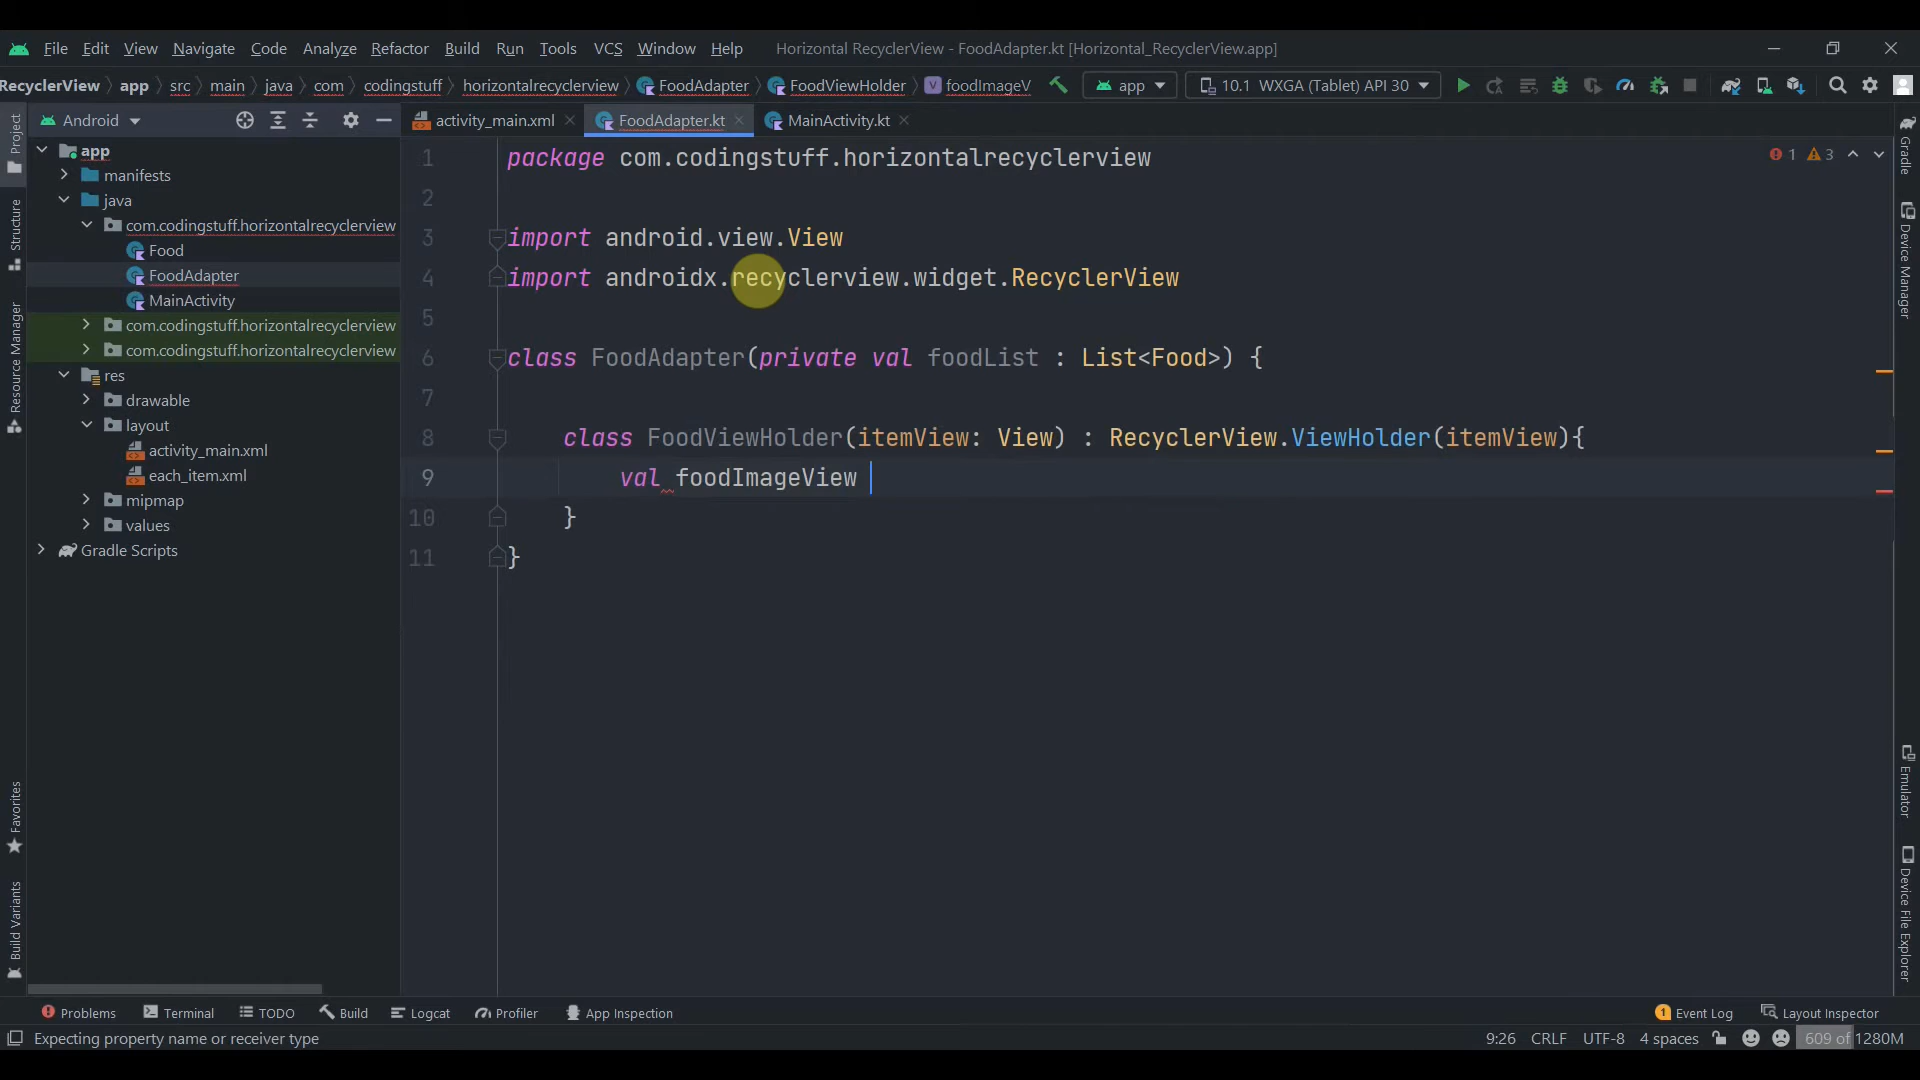 File Edit View Navigate Code Analyze Refactor Build Run Tools VCS Window Help Horizontal RecyclerView - FoodAdapter.kt [Horizontal_RecyclerView.app]
RecyclerView app src main java com codingstuff horizontalrecyclerview FoodAdapter FoodViewHolder foodImageV app 10.1 WXGA (Tablet) API 30
Android activity_main.xml FoodAdapter.kt MainActivity.kt
app
manifests
java
com.codingstuff.horizontalrecyclerview
Food
FoodAdapter
MainActivity
com.codingstuff.horizontalrecyclerview
com.codingstuff.horizontalrecyclerview
res
drawable
layout
activity_main.xml
each_item.xml
mipmap
values
Gradle Scripts
1 package com.codingstuff.horizontalrecyclerview
2
3 import android.view.View
4 import androidx.recyclerview.widget.RecyclerView
5
6 class FoodAdapter(private val foodList : List<Food>) {
7
8 class FoodViewHolder(itemView: View) : RecyclerView.ViewHolder(itemView){
9 val foodImageView
10 }
11 }
1 3
Project
Structure
Resource Manager
Favorites
Build Variants
Gradle
Device Manager
Emulator
Device File Explorer
Problems Terminal TODO Build Logcat Profiler App Inspection 1 Event Log Layout Inspector
Expecting property name or receiver type 9:26 CRLF UTF-8 4 spaces 609 of 1280M